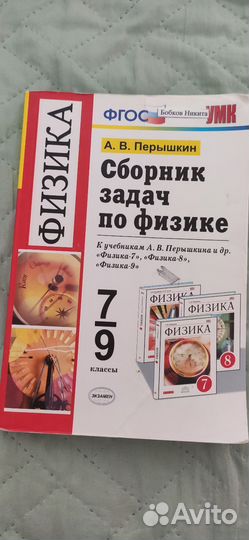 ФГОС
Бобков Никита
УМК
А. В. Перышкин
ФИЗИКА
Сборник
задач
по физике
К учебникам А. В. Перышкина и др.
«Физика-7», «Физика-8»,
«Физика-9»
7
9
классы
ФИЗИКА
ФИЗИКА
8
ФИЗИКА
7
ЭКЗАМЕН
Avito